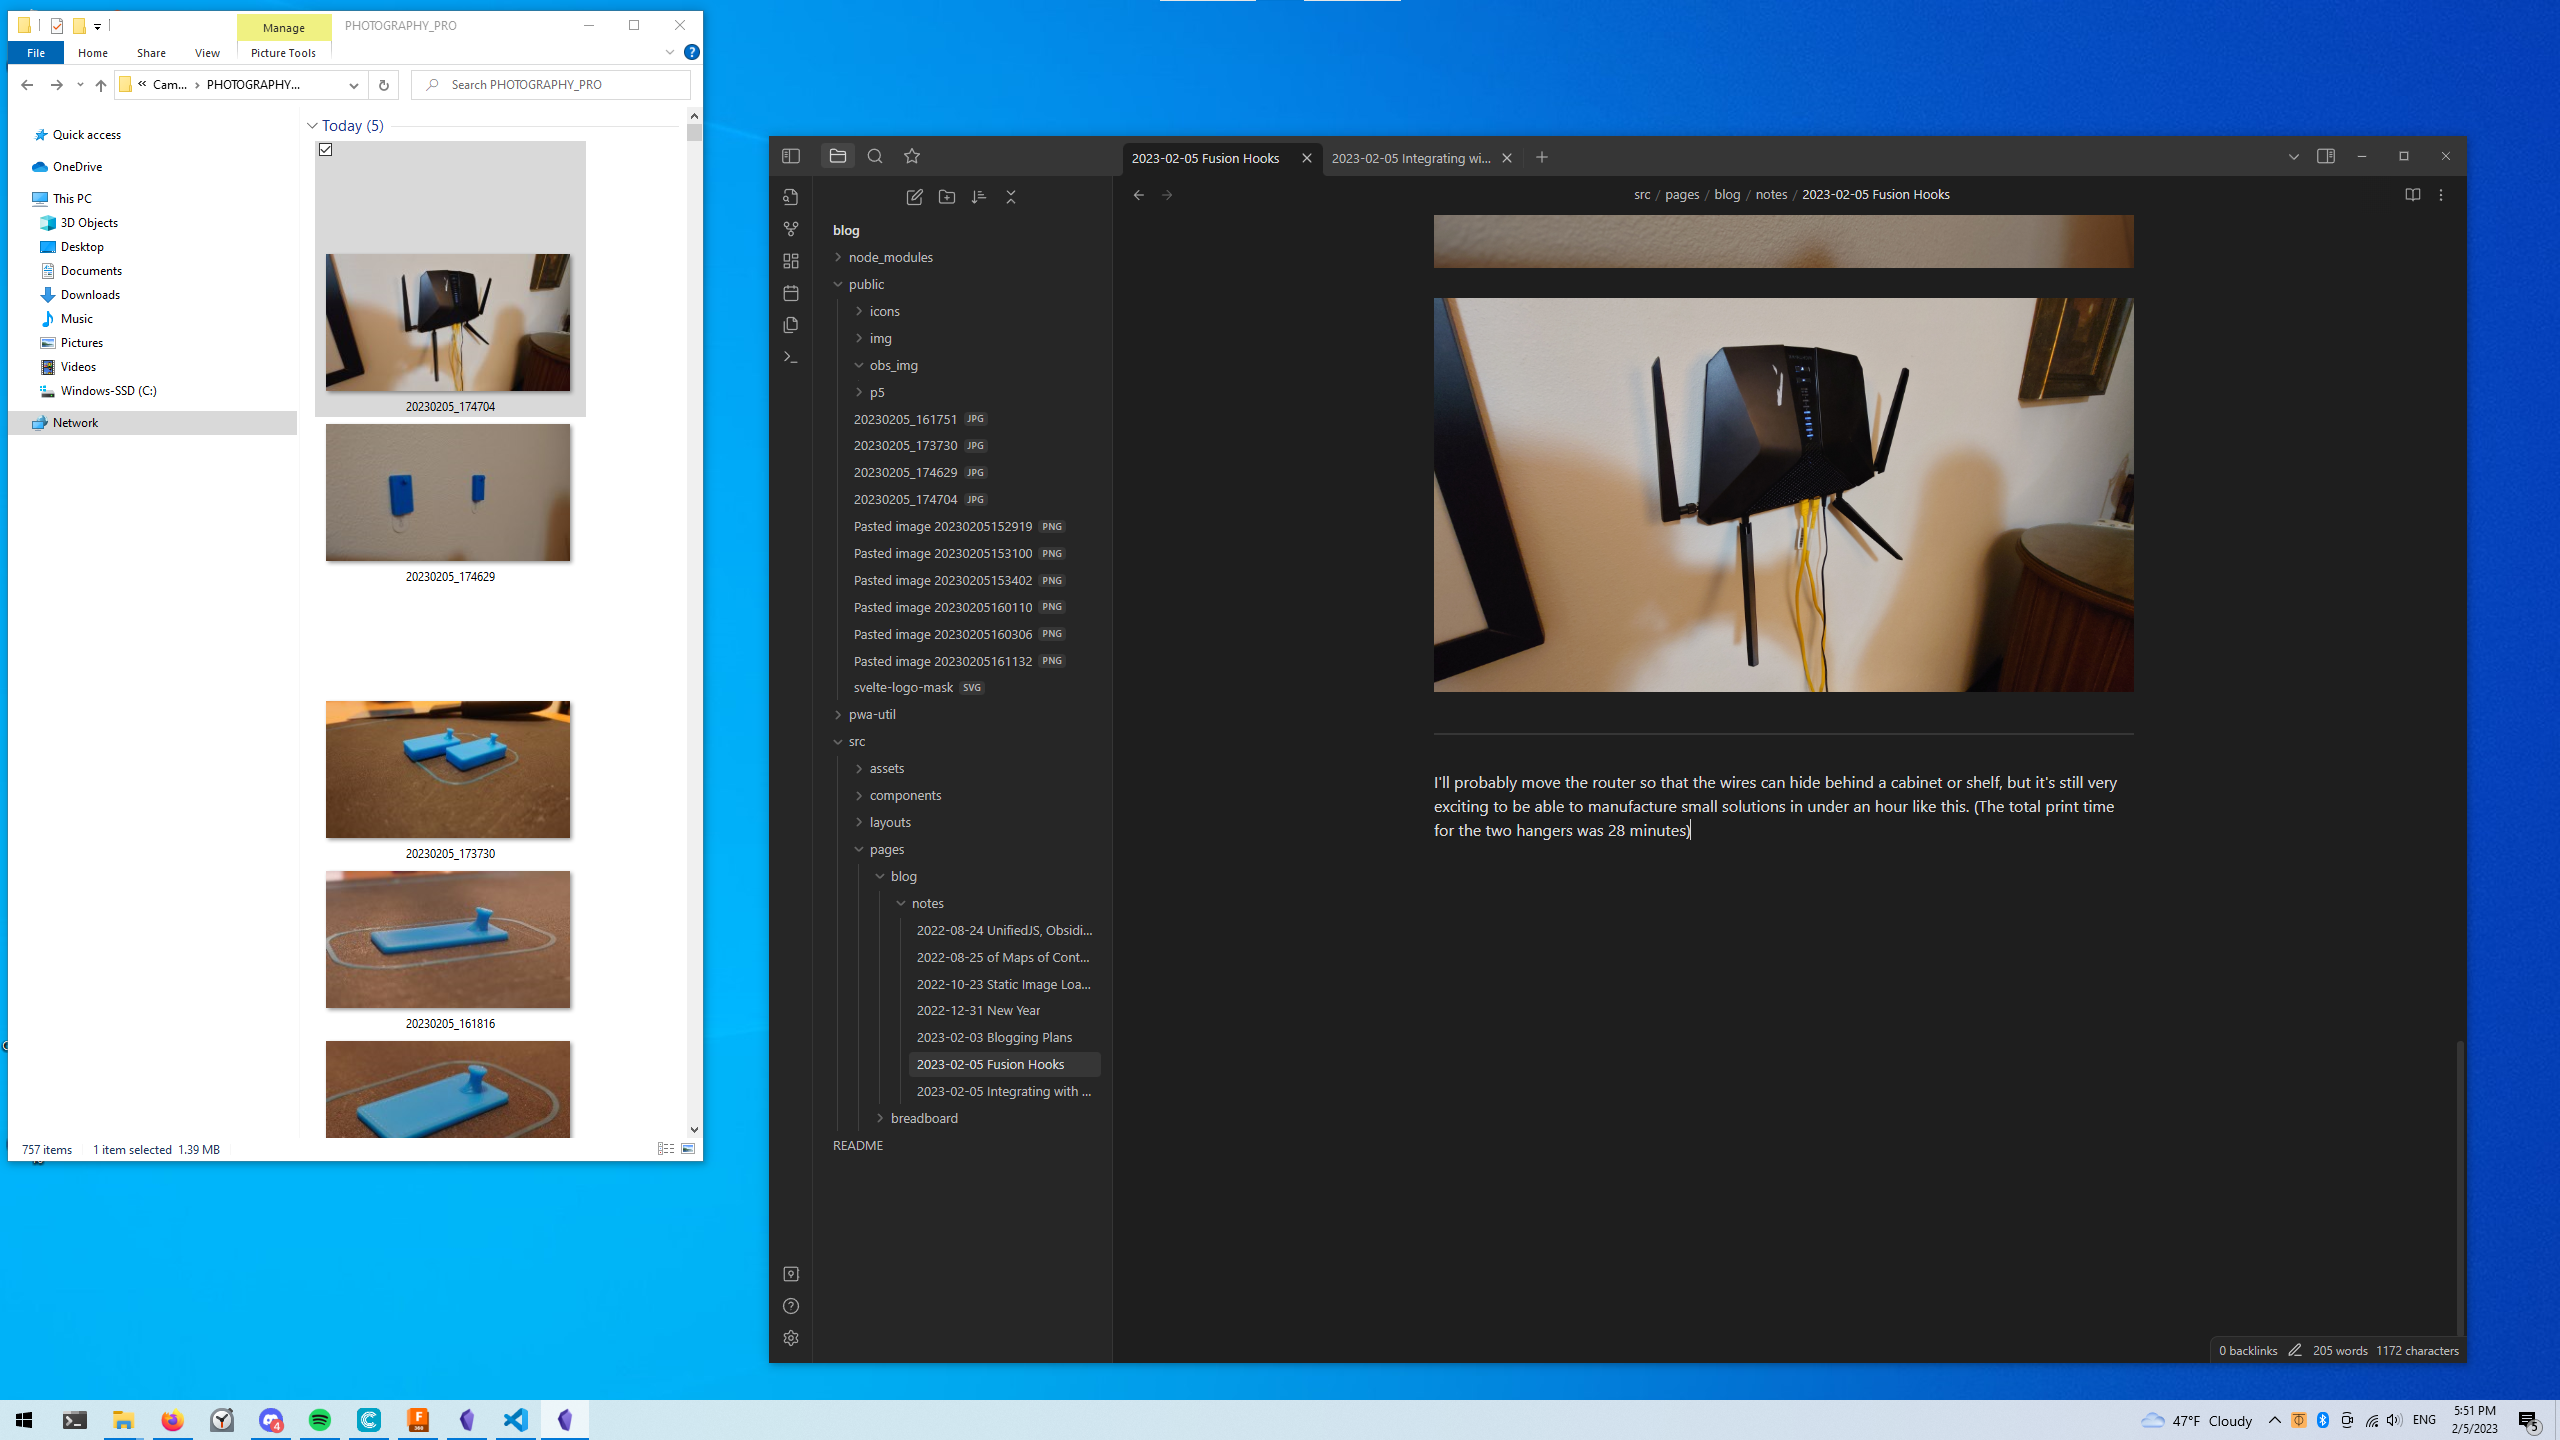 Manage
PHOTOGRAPHY_PRO
File
Home
Share
View
Picture Tools
« Cam... › PHOTOGRAPHY...
Search PHOTOGRAPHY_PRO
Quick access
OneDrive
This PC
3D Objects
Desktop
Documents
Downloads
Music
Pictures
Videos
Windows-SSD (C:)
Network
Today (5)
20230205_174704
20230205_174629
20230205_173730
20230205_161816
757 items
1 item selected 1.39 MB
2023-02-05 Fusion Hooks
2023-02-05 Integrating wi...
src / pages / blog / notes / 2023-02-05 Fusion Hooks
blog
node_modules
public
icons
img
obs_img
p5
20230205_161751 JPG
20230205_173730 JPG
20230205_174629 JPG
20230205_174704 JPG
Pasted image 20230205152919 PNG
Pasted image 20230205153100 PNG
Pasted image 20230205153402 PNG
Pasted image 20230205160110 PNG
Pasted image 20230205160306 PNG
Pasted image 20230205161132 PNG
svelte-logo-mask SVG
pwa-util
src
assets
components
layouts
pages
blog
notes
2022-08-24 UnifiedJS, Obsidi...
2022-08-25 of Maps of Cont...
2022-10-23 Static Image Loa...
2022-12-31 New Year
2023-02-03 Blogging Plans
2023-02-05 Fusion Hooks
2023-02-05 Integrating with ...
breadboard
README
I'll probably move the router so that the wires can hide behind a cabinet or shelf, but it's still very
exciting to be able to manufacture small solutions in under an hour like this. (The total print time
for the two hangers was 28 minutes)
0 backlinks
205 words
1172 characters
4
47°F Cloudy
ENG
5:51 PM
2/5/2023
5